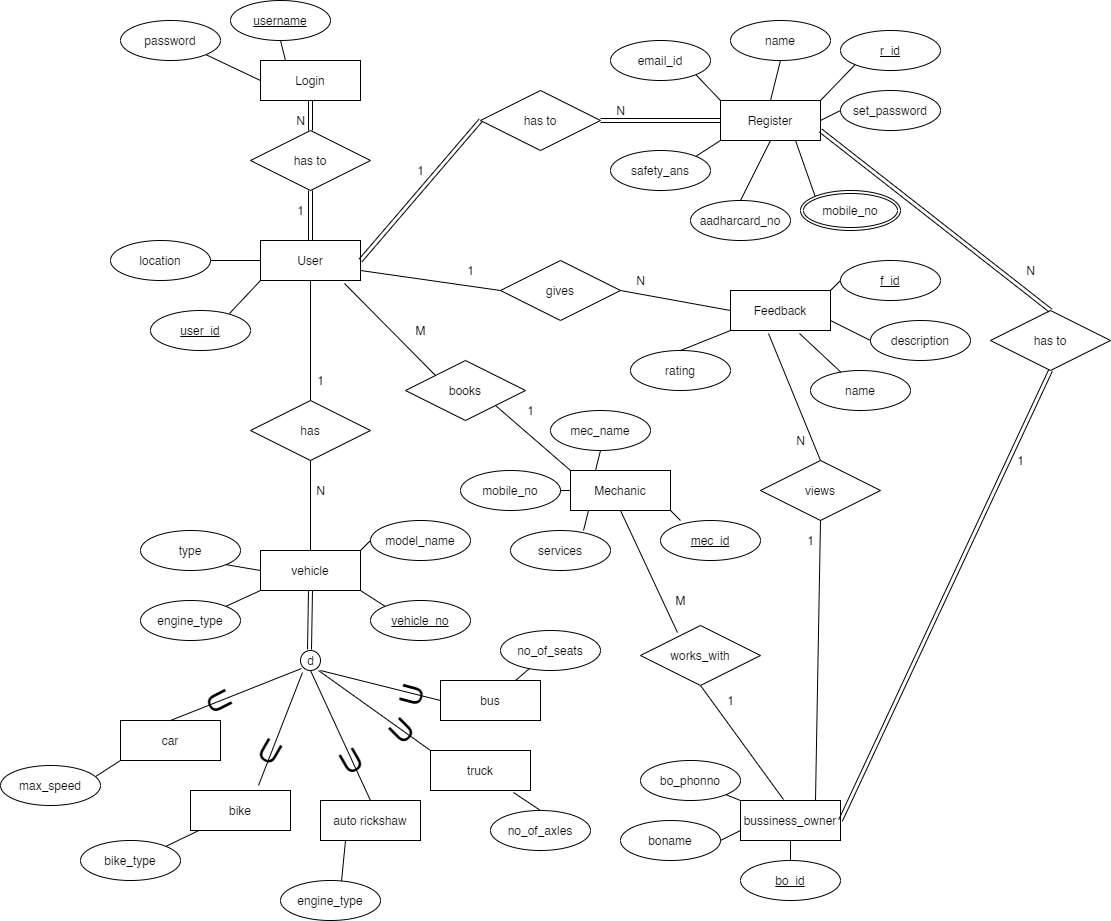 username
password
Login
N
has to
1
location
User
user_id
1
has to
N
name
email_id
r_id
set_password
Register
safety_ans
aadharcard_no
mobile_no
N
has to
1
1
gives
N
f_id
Feedback
description
rating
name
M
books
1
1
has
N
mec_name
mobile_no
Mechanic
services
mec_id
N
views
1
type
model_name
vehicle
engine_type
vehicle_no
M
works_with
1
d
no_of_seats
bus
car
max_speed
truck
no_of_axles
bike
bike_type
auto rickshaw
engine_type
bo_phonno
boname
bussiness_owner
bo_id